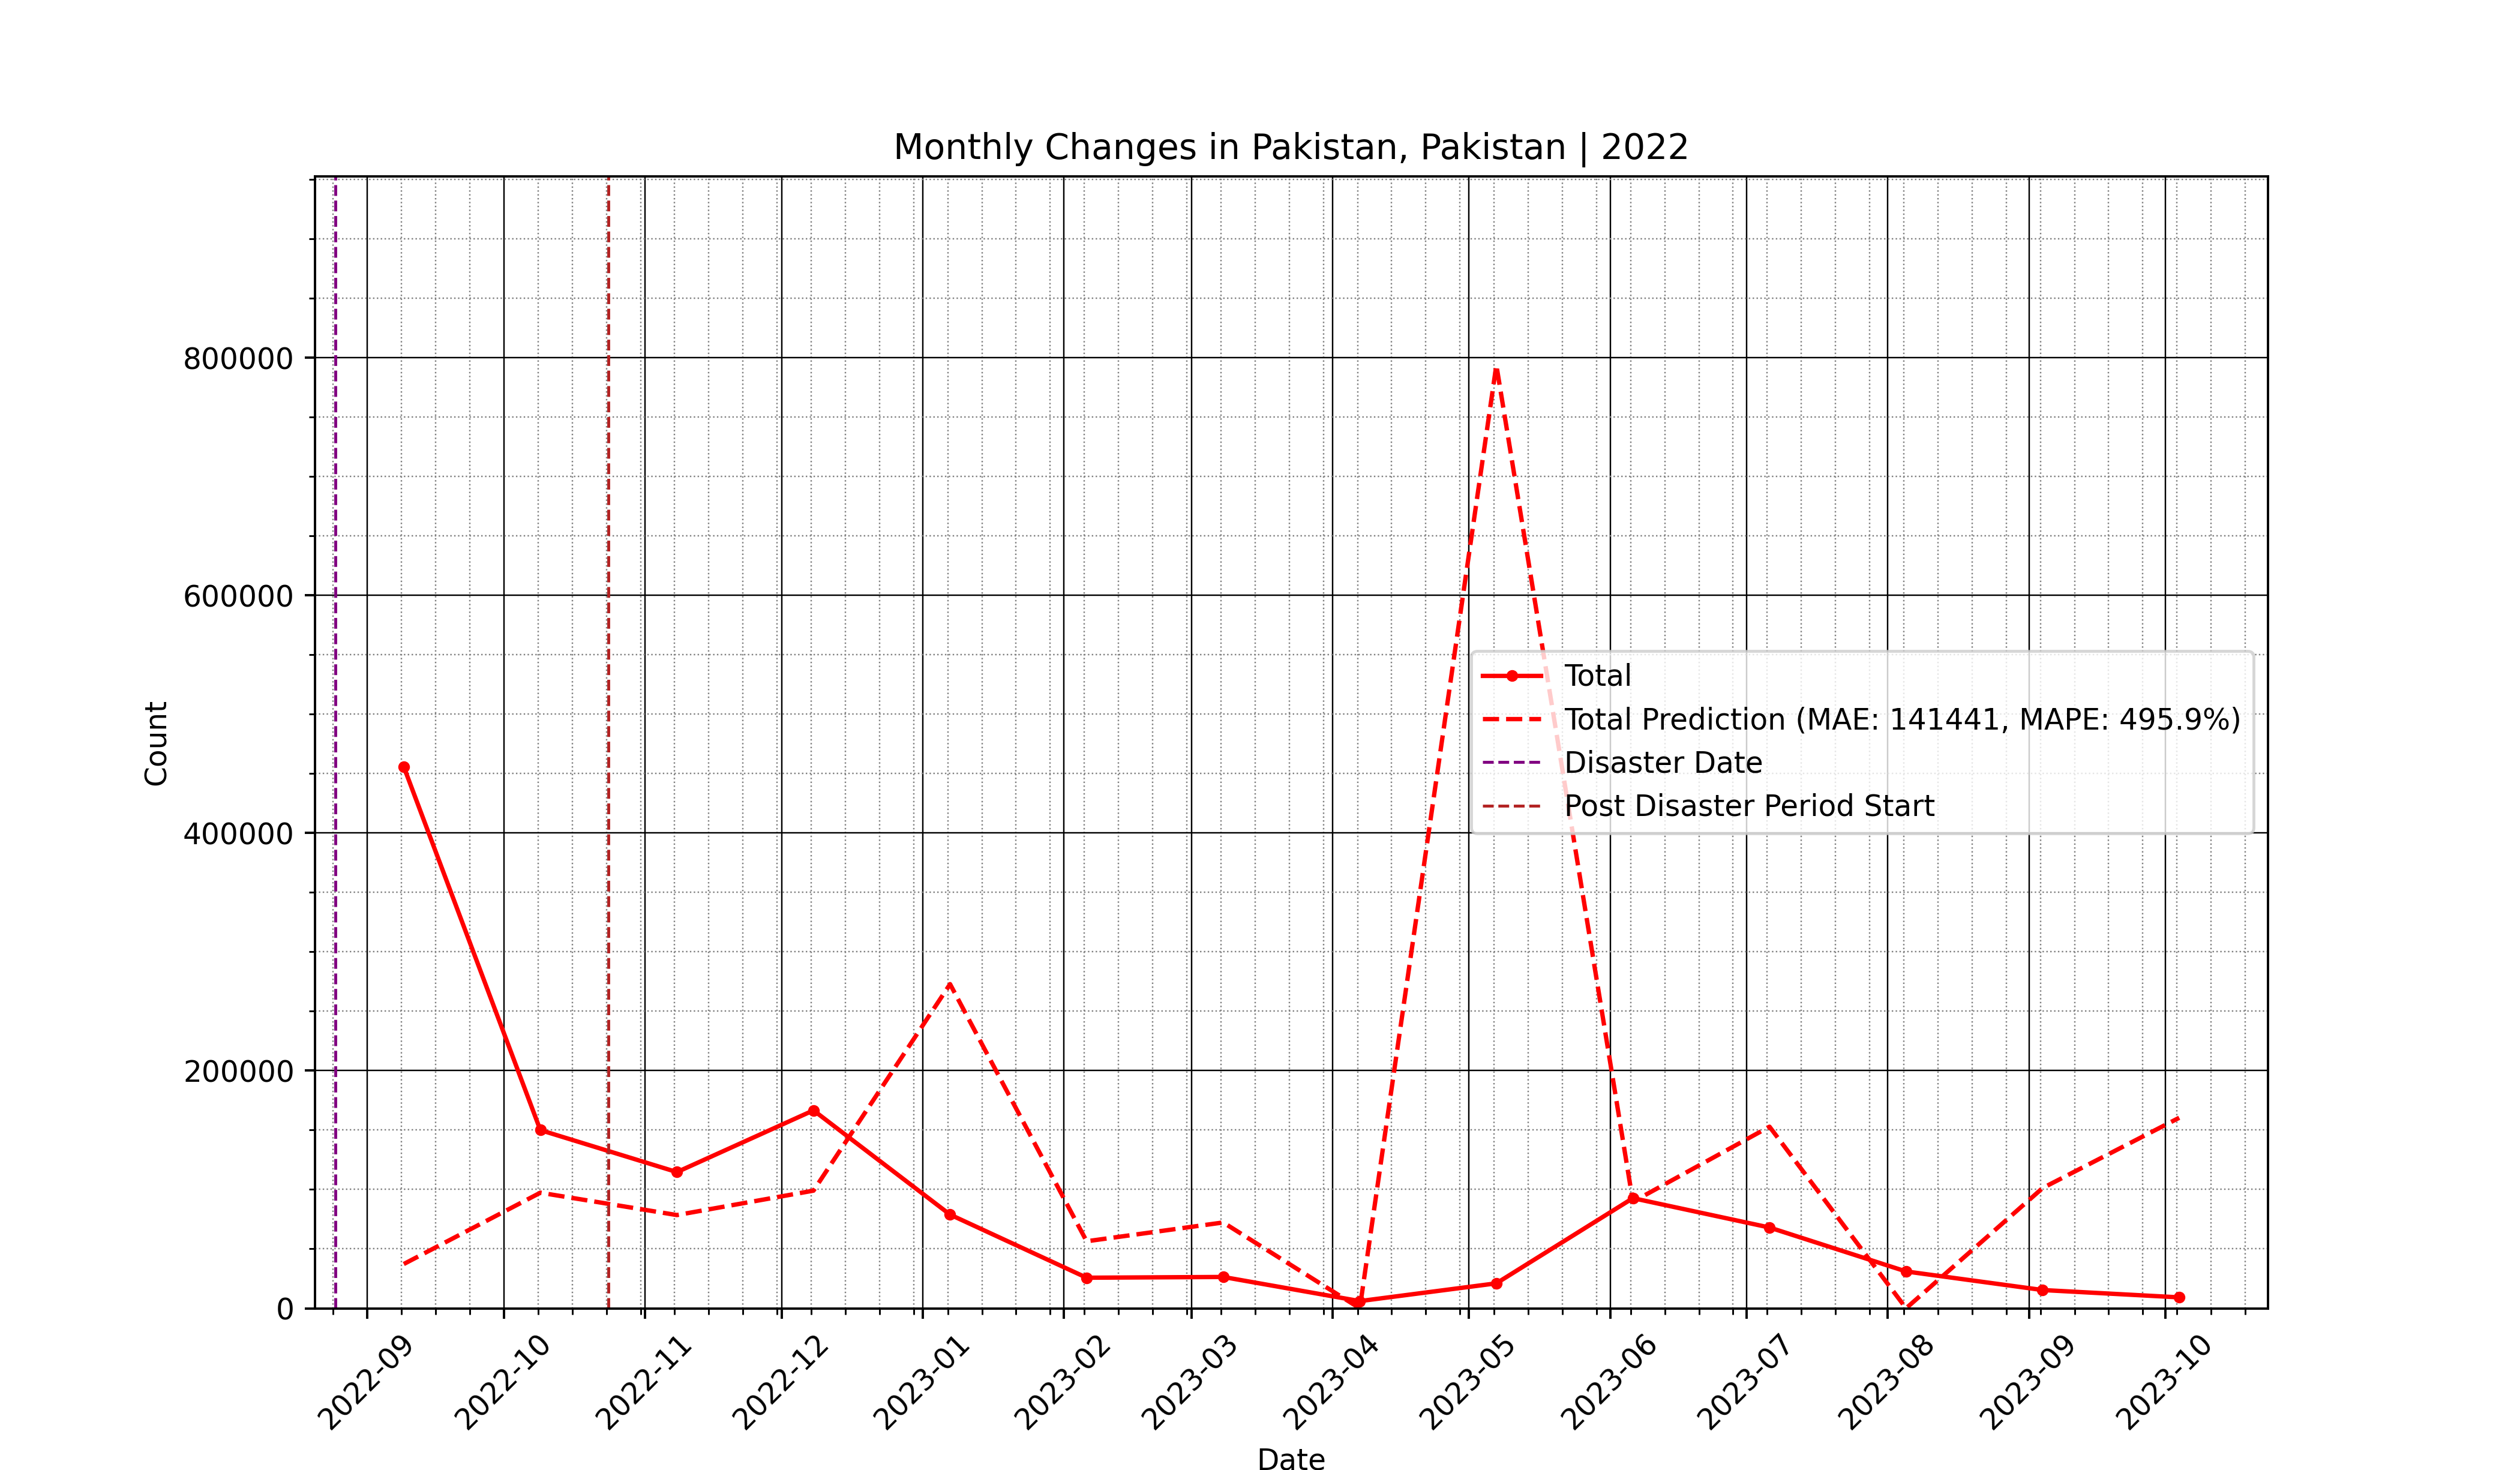 Monthly Changes in Pakistan, Pakistan | 2022
800000
600000
400000
200000
0
Count
Total
Total Prediction (MAE: 141441, MAPE: 495.9%)
Disaster Date
Post Disaster Period Start
2022-09
2022-10
2022-11
2022-12
2023-01
2023-02
2023-03
2023-04
2023-05
2023-06
2023-07
2023-08
2023-09
2023-10
Date